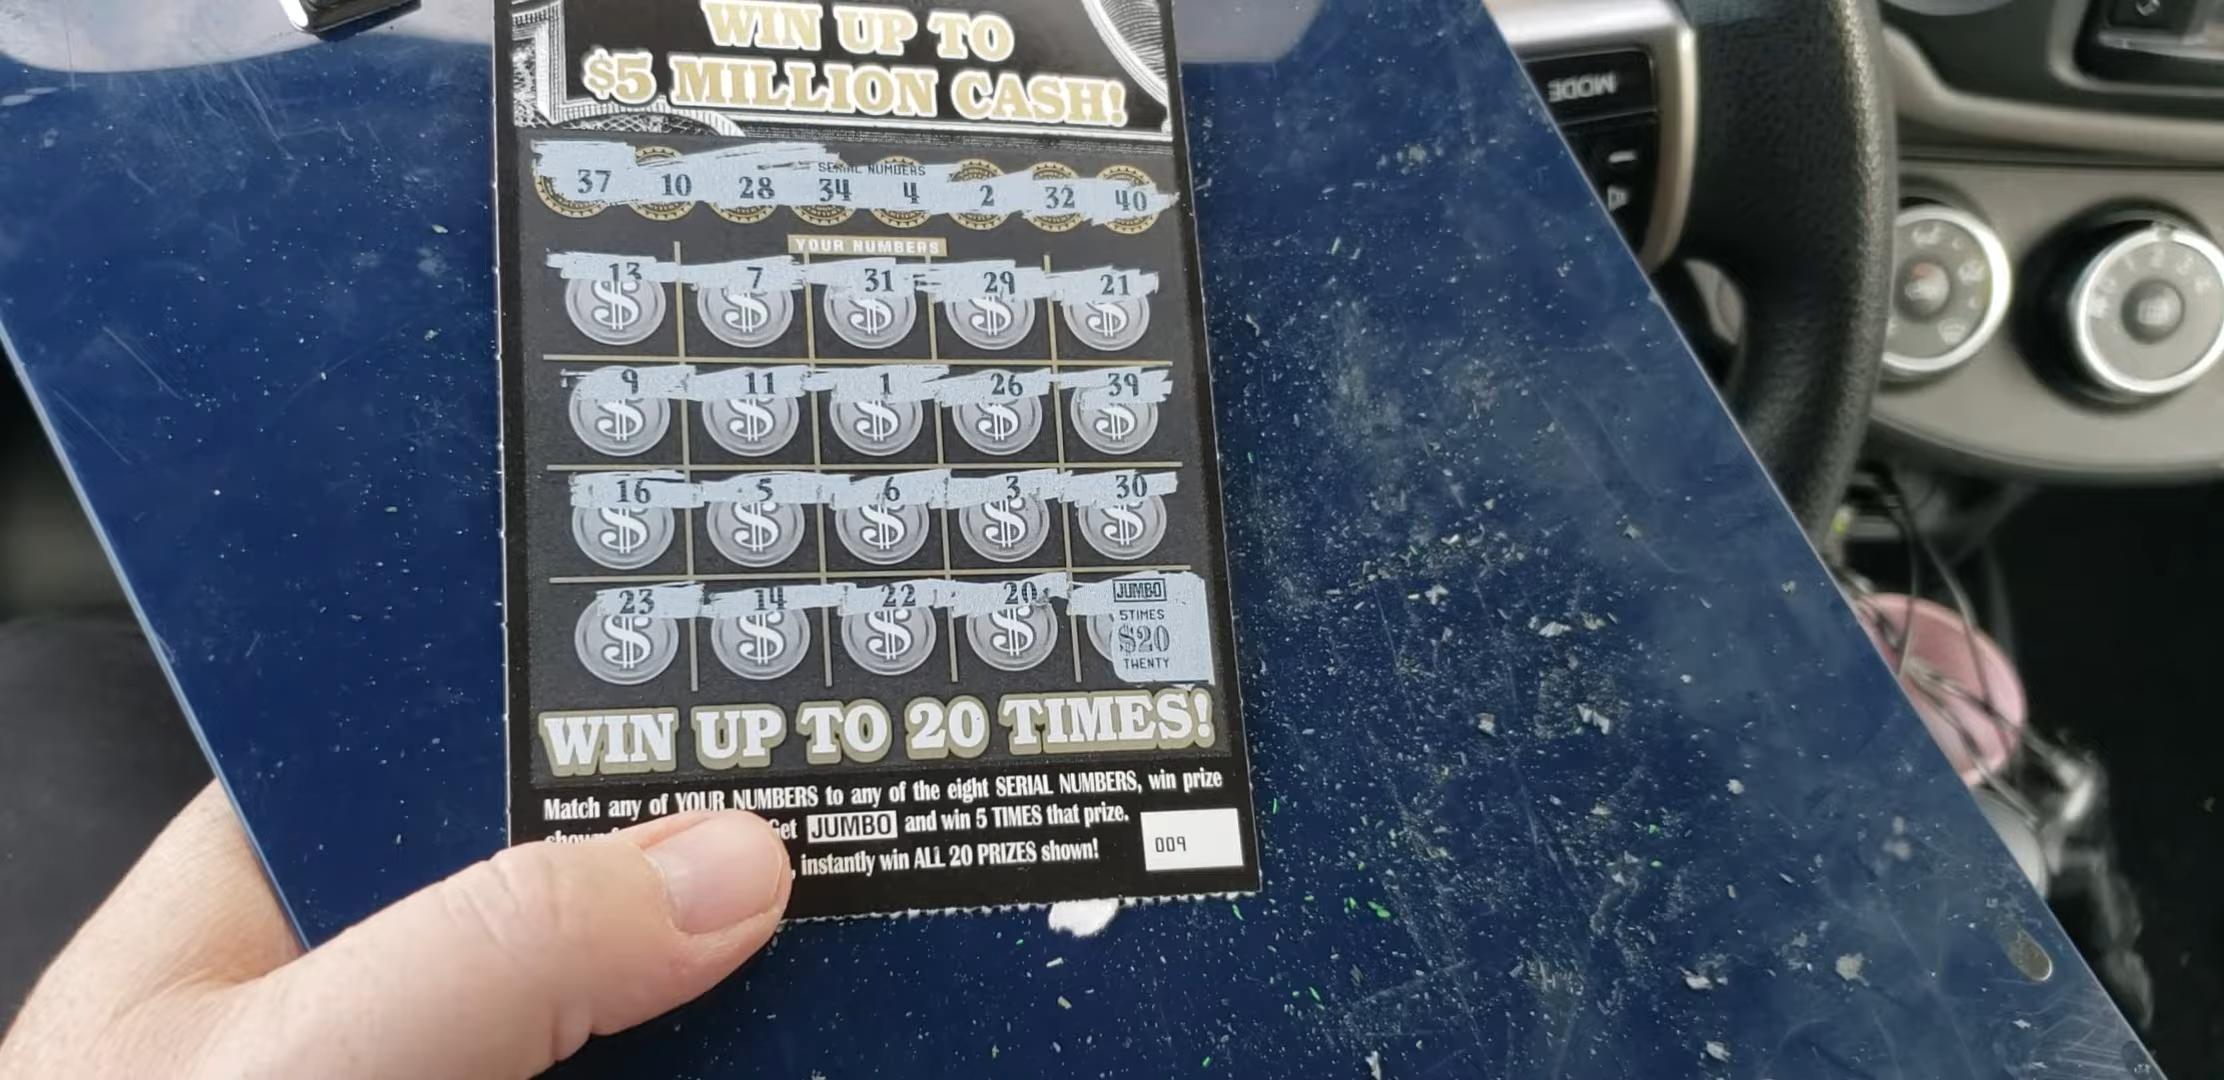 WIN UP TO
$5 MILLION CASH!
SERIAL NUMBERS
37 10 28 34 4 2 32 40
YOUR NUMBERS
13 7 31 29 21
$ $ $ $ $
9 11 1 26 39
$ $ $ $ $
16 5 6 3 30
$ $ $ $ $
23 14 22 20 JUMBO
5TIMES
$ $ $ $ $20
TWENTY
WIN UP TO 20 TIMES!
Match any of YOUR NUMBERS to any of the eight SERIAL NUMBERS, win prize
Get JUMBO and win 5 TIMES that prize.
, instantly win ALL 20 PRIZES shown!
009
MODE